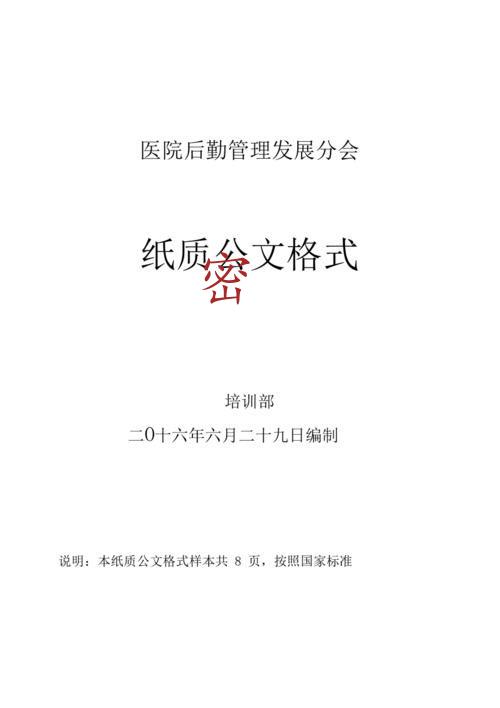 医院后勤管理发展分会
纸质公文格式
密
培训部
二0十六年六月二十九日编制
说明：本纸质公文格式样本共 8 页，按照国家标准